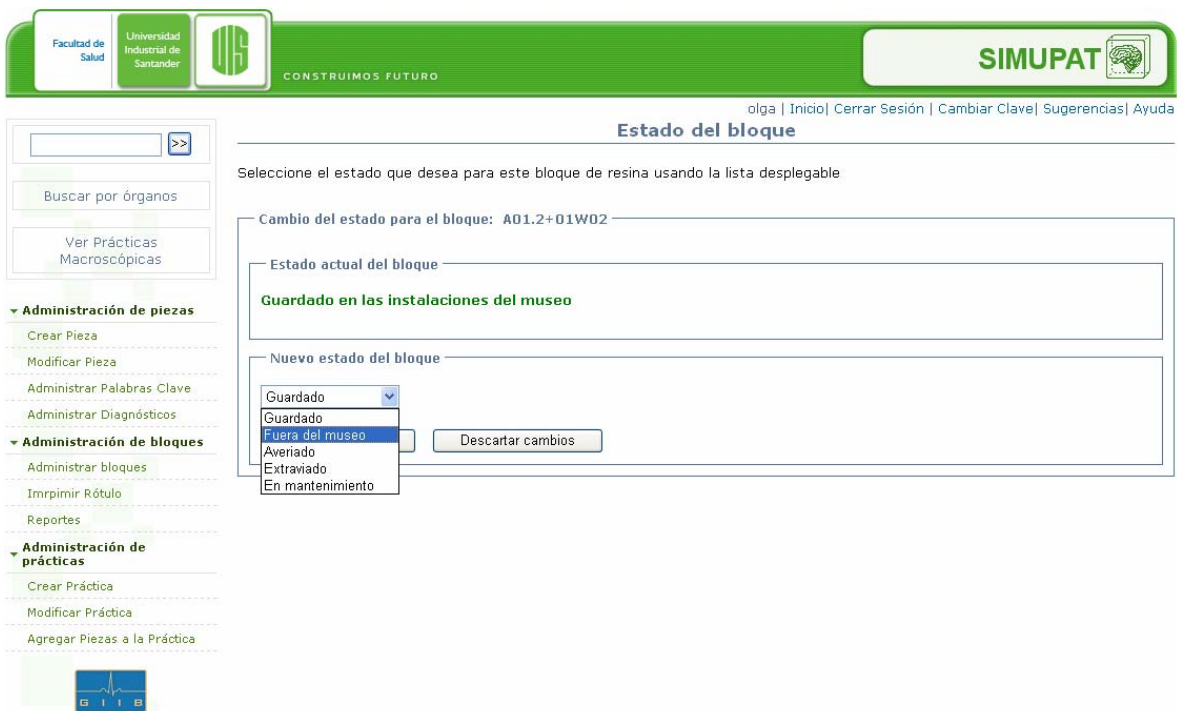 Facultad de
Salud
Universidad
Industrial de
Santander
UIS
CONSTRUIMOS FUTURO
SIMUPAT
olga | Inicio| Cerrar Sesión | Cambiar Clave| Sugerencias| Ayuda
>>
Buscar por órganos
Ver Prácticas
Macroscópicas
Administración de piezas
Crear Pieza
Modificar Pieza
Administrar Palabras Clave
Administrar Diagnósticos
Administración de bloques
Administrar bloques
Imrpimir Rótulo
Reportes
Administración de
prácticas
Crear Práctica
Modificar Práctica
Agregar Piezas a la Práctica
GIIB
Estado del bloque
Seleccione el estado que desea para este bloque de resina usando la lista desplegable
Cambio del estado para el bloque: A01.2+01W02
Estado actual del bloque
Guardado en las instalaciones del museo
Nuevo estado del bloque
Guardado
Guardado
Fuera del museo
Averiado
Extraviado
En mantenimiento
Descartar cambios